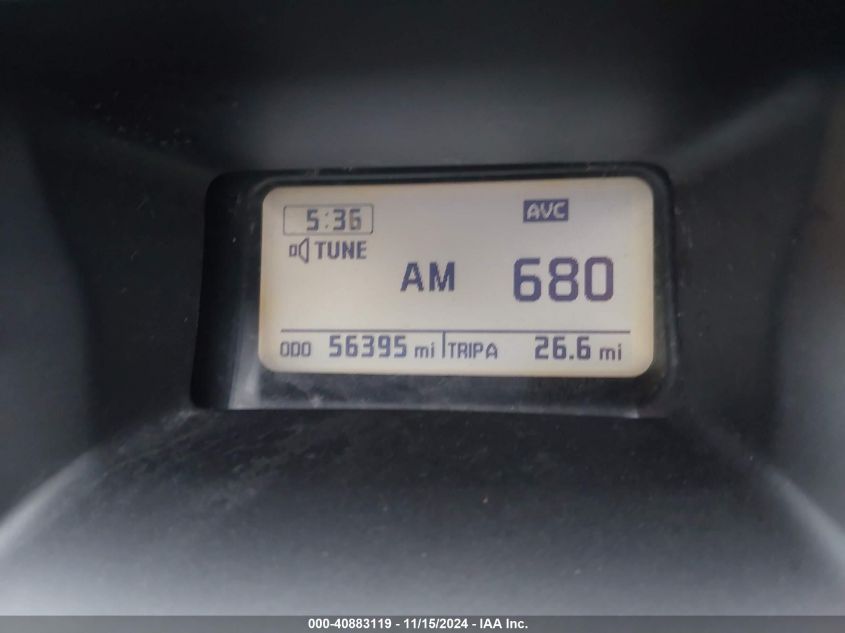 5:36
AVC
TUNE
AM 680
ODO 56395 mi TRIP A 26.6 mi
000-40883119 - 11/15/2024 - IAA Inc.